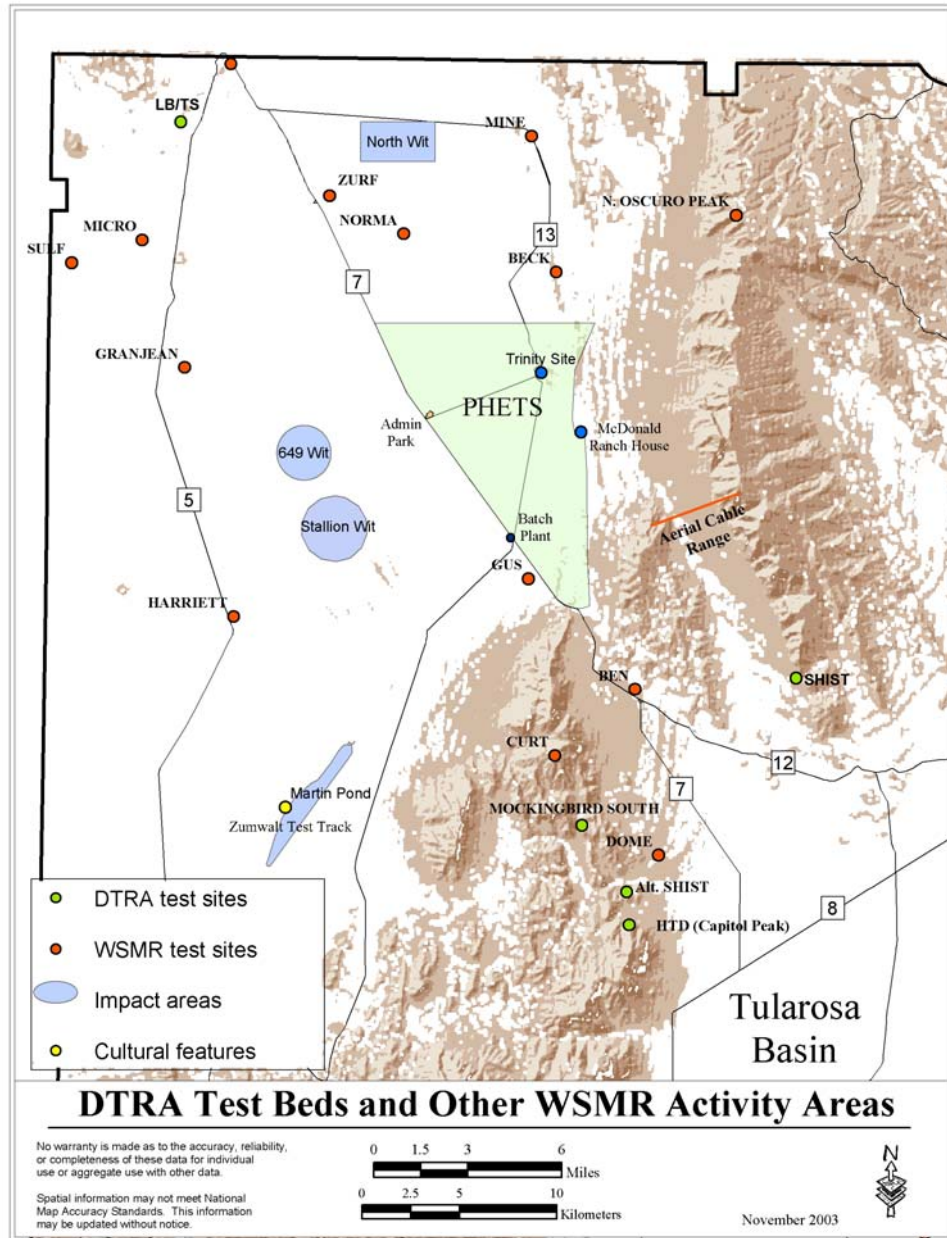 LB/TS
North Wit
MINE
ZURF
NORMA
N. OSCURO PEAK
MICRO
SULF
13
BECK
7
GRANJEAN
Trinity Site
PHETS
Admin
Park
McDonald
Ranch House
649 Wit
5
Stallion Wit
Batch
Plant
Aerial Cable
Range
GUS
HARRIETT
BEN
SHIST
CURT
12
7
Martin Pond
MOCKINGBIRD SOUTH
Zumwalt Test Track
DOME
Alt. SHIST
8
HTD (Capitol Peak)
DTRA test sites
WSMR test sites
Impact areas
Cultural features
Tularosa
Basin
DTRA Test Beds and Other WSMR Activity Areas
No warranty is made as to the accuracy, reliability,
or completeness of these data for individual
use or aggregate use with other data.
Spatial information may not meet National
Map Accuracy Standards. This information
may be updated without notice.
0 1.5 3 6
Miles
0 2.5 5 10
Kilometers
N
November 2003